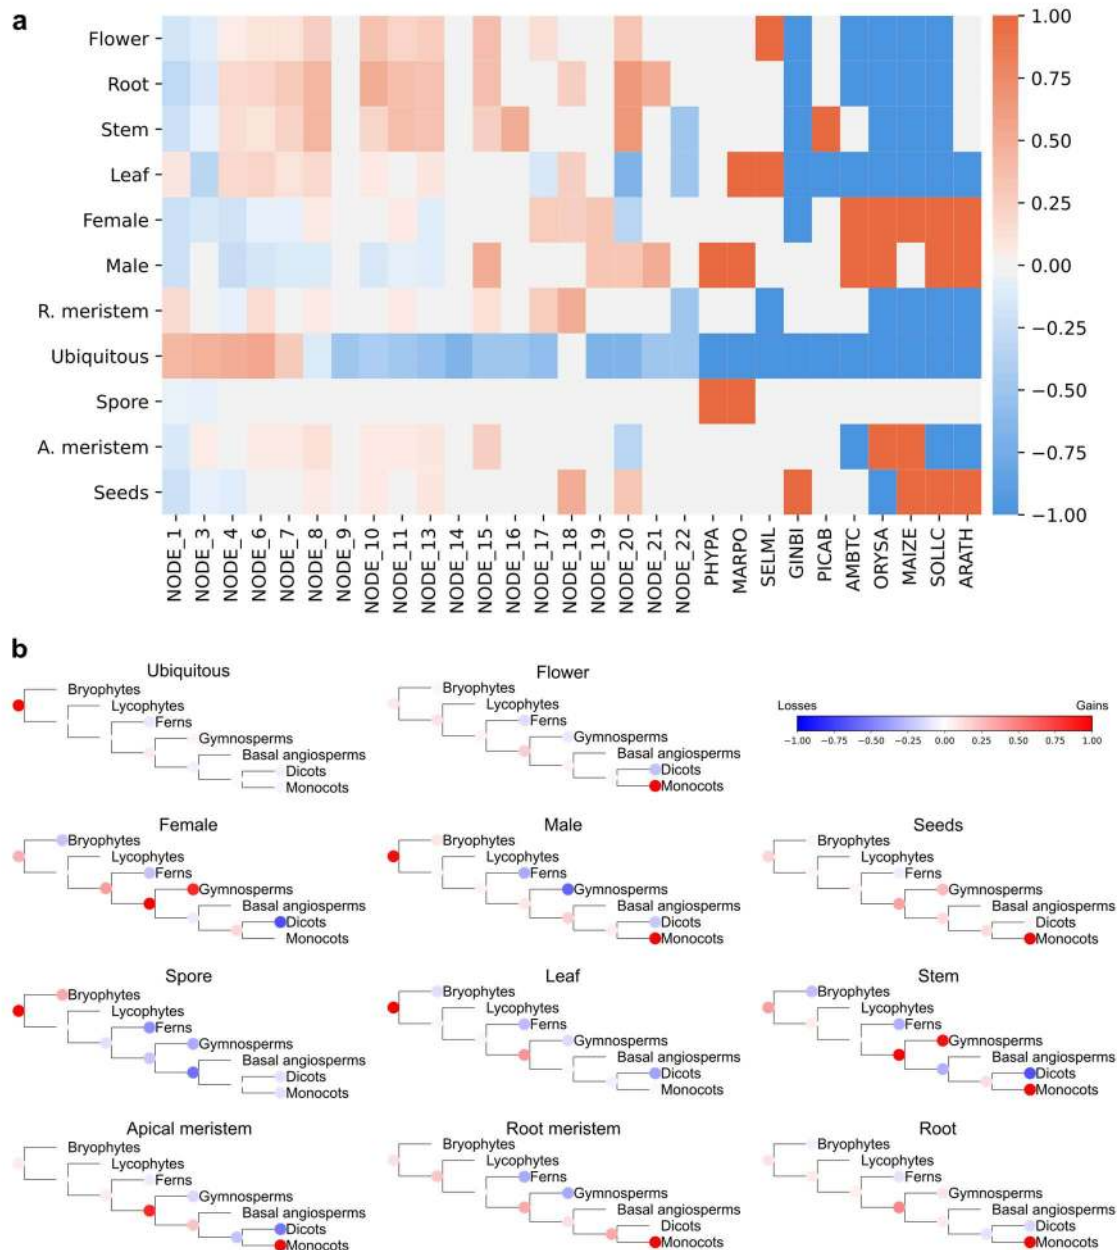 a
Flower
Root
Stem
Leaf
Female
Male
R. meristem
Ubiquitous
Spore
A. meristem
Seeds
1.00
0.75
0.50
0.25
0.00
−0.25
−0.50
−0.75
−1.00
NODE_1
NODE_3
NODE_4
NODE_6
NODE_7
NODE_8
NODE_9
NODE_10
NODE_11
NODE_13
NODE_14
NODE_15
NODE_16
NODE_17
NODE_18
NODE_19
NODE_20
NODE_21
NODE_22
PHYPA
MARPO
SELML
GINBI
PICAB
AMBTC
ORYSA
MAIZE
SOLLC
ARATH
b
Ubiquitous
Bryophytes
Lycophytes
Ferns
Gymnosperms
Basal angiosperms
Dicots
Monocots
Flower
Bryophytes
Lycophytes
Ferns
Gymnosperms
Basal angiosperms
Dicots
Monocots
Losses Gains
−1.00 −0.75 −0.50 −0.25 0.00 0.25 0.50 0.75 1.00
Female
Bryophytes
Lycophytes
Ferns
Gymnosperms
Basal angiosperms
Dicots
Monocots
Male
Bryophytes
Lycophytes
Ferns
Gymnosperms
Basal angiosperms
Dicots
Monocots
Seeds
Bryophytes
Lycophytes
Ferns
Gymnosperms
Basal angiosperms
Dicots
Monocots
Spore
Bryophytes
Lycophytes
Ferns
Gymnosperms
Basal angiosperms
Dicots
Monocots
Leaf
Bryophytes
Lycophytes
Ferns
Gymnosperms
Basal angiosperms
Dicots
Monocots
Stem
Bryophytes
Lycophytes
Ferns
Gymnosperms
Basal angiosperms
Dicots
Monocots
Apical meristem
Bryophytes
Lycophytes
Ferns
Gymnosperms
Basal angiosperms
Dicots
Monocots
Root meristem
Bryophytes
Lycophytes
Ferns
Gymnosperms
Basal angiosperms
Dicots
Monocots
Root
Bryophytes
Lycophytes
Ferns
Gymnosperms
Basal angiosperms
Dicots
Monocots